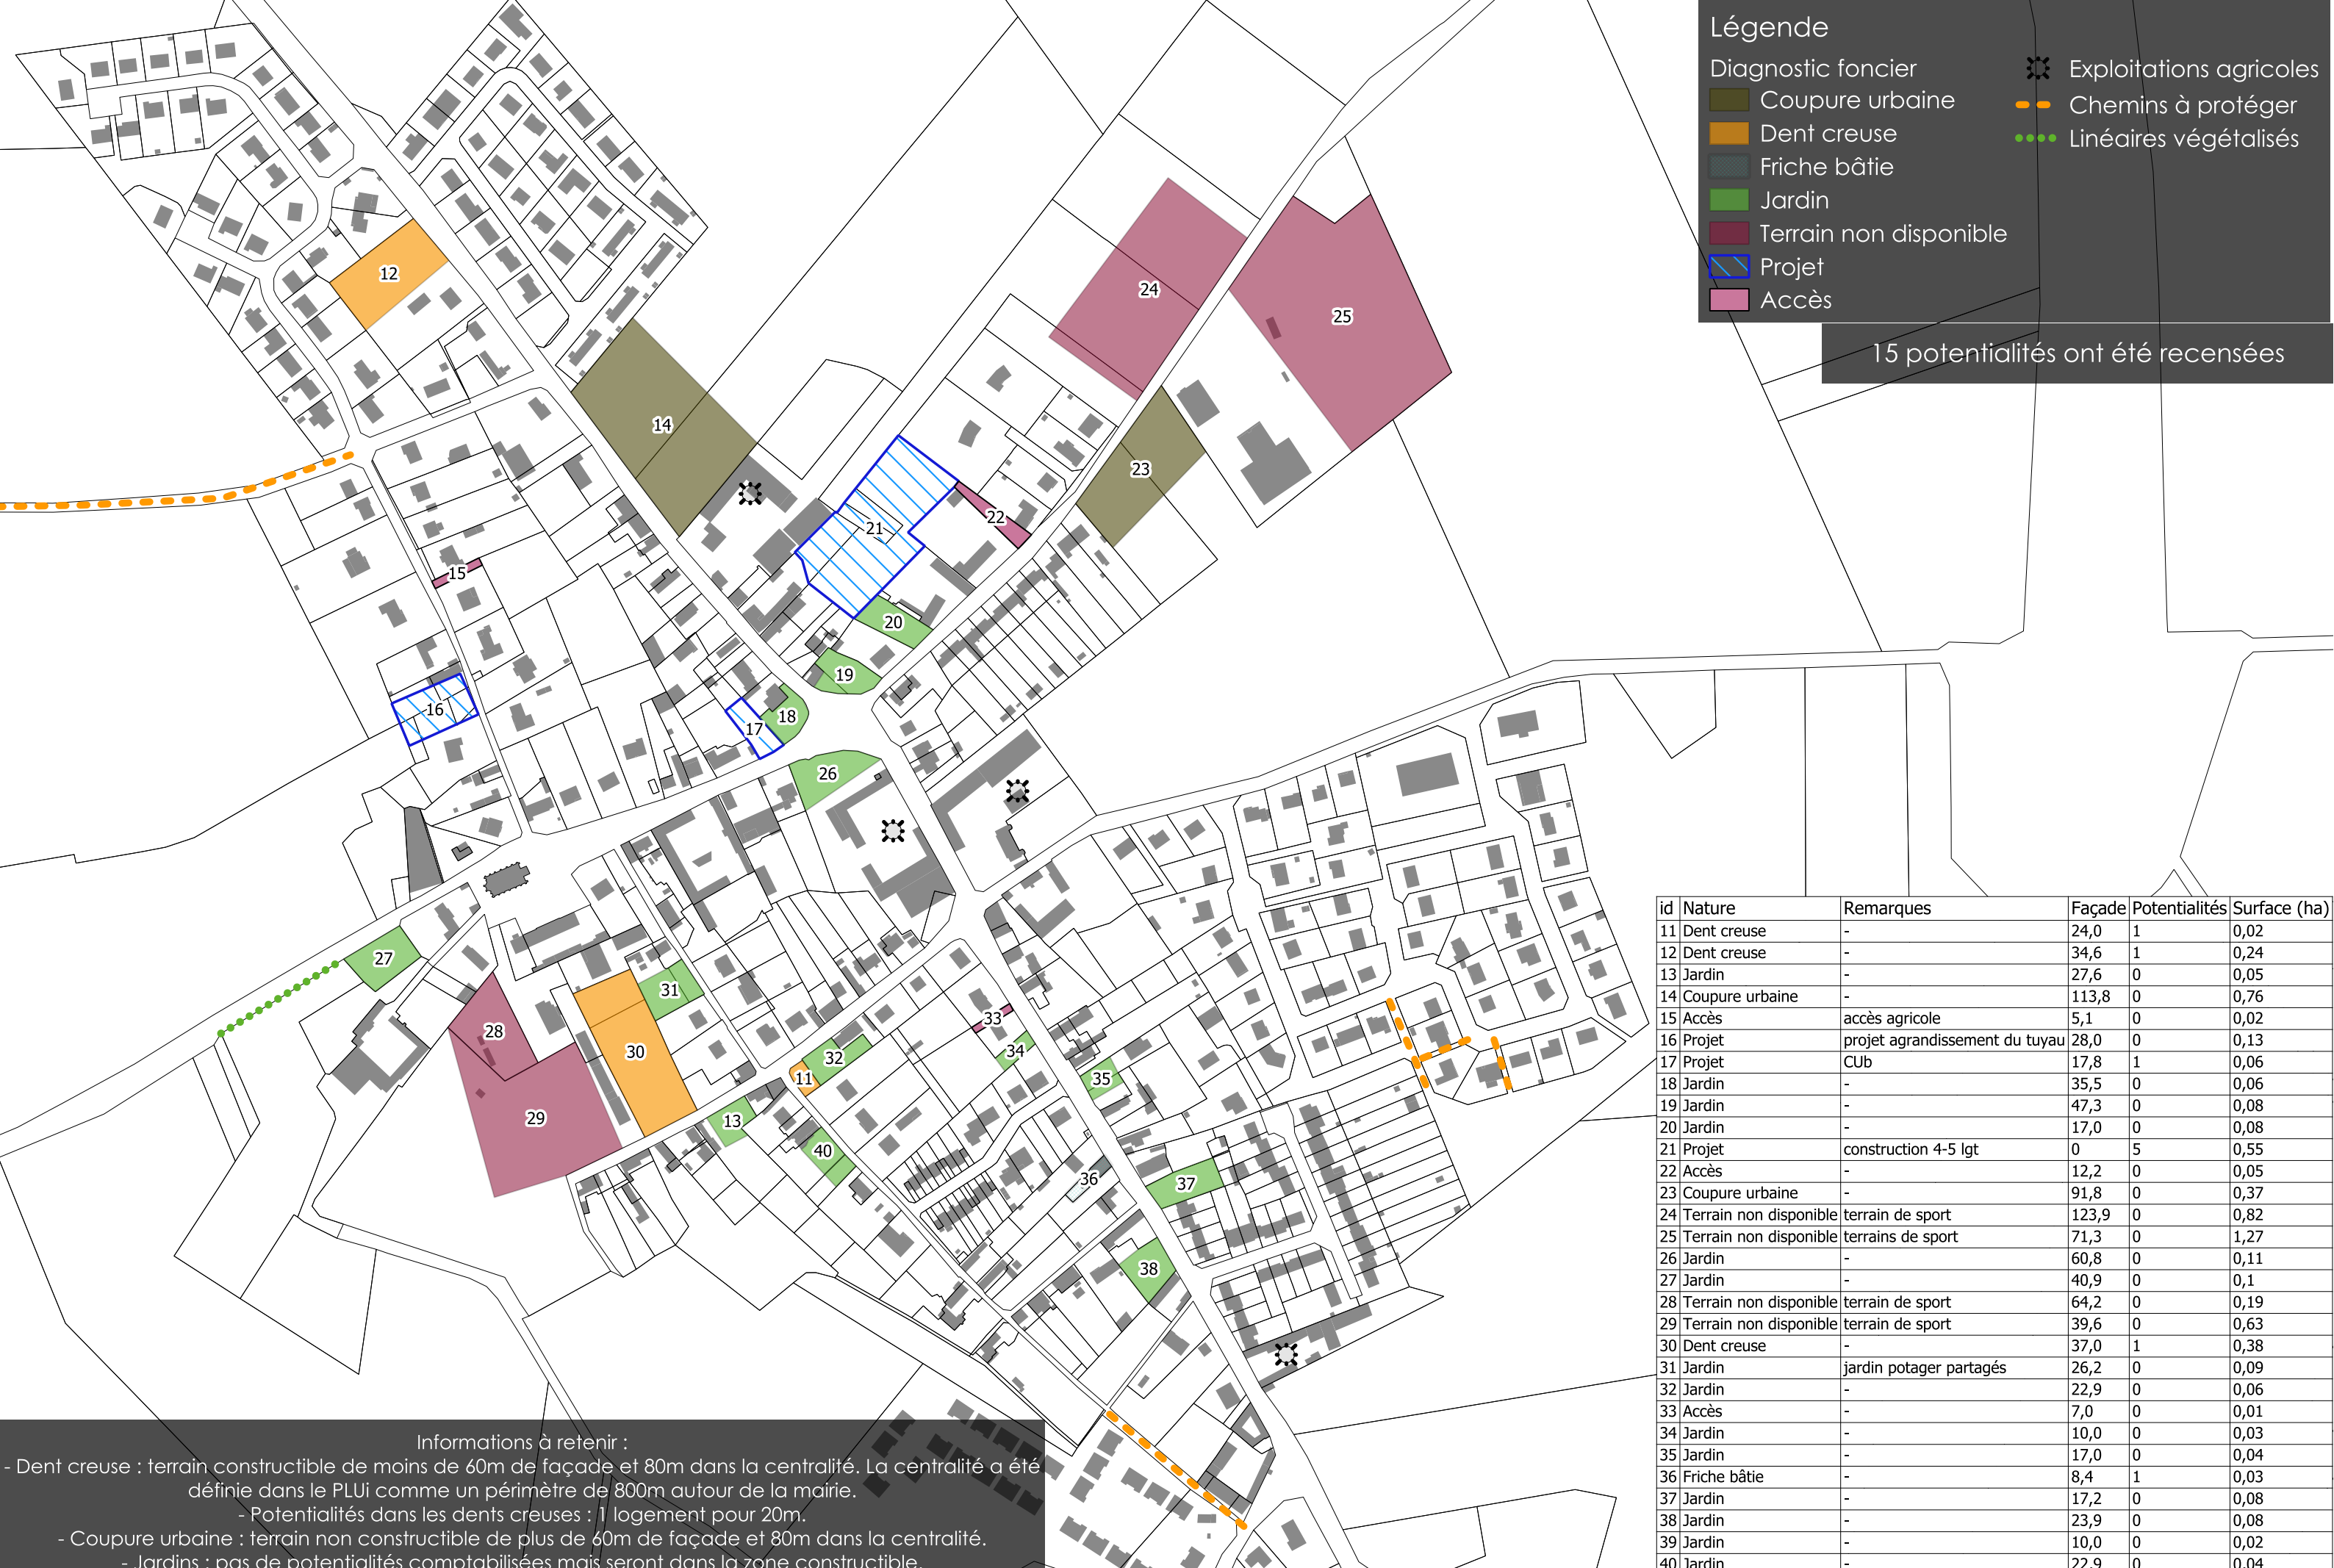 Légende
Diagnostic foncier
Coupure urbaine
Dent creuse
Friche bâtie
Jardin
Terrain non disponible
Projet
Accès
Exploitations agricoles
Chemins à protéger
Linéaires végétalisés
15 potentialités ont été recensées
12
24
25
14
23
21
22
15
20
19
16
18
17
26
27
31
28
33
30
32
34
11
35
29
13
40
36
37
38
id Nature Remarques Façade Potentialités Surface (ha)
11 Dent creuse - 24,0 1 0,02
12 Dent creuse - 34,6 1 0,24
13 Jardin - 27,6 0 0,05
14 Coupure urbaine - 113,8 0 0,76
15 Accès accès agricole 5,1 0 0,02
16 Projet projet agrandissement du tuyau 28,0 0 0,13
17 Projet CUb 17,8 1 0,06
18 Jardin - 35,5 0 0,06
19 Jardin - 47,3 0 0,08
20 Jardin - 17,0 0 0,08
21 Projet construction 4-5 lgt 0 5 0,55
22 Accès - 12,2 0 0,05
23 Coupure urbaine - 91,8 0 0,37
24 Terrain non disponible terrain de sport 123,9 0 0,82
25 Terrain non disponible terrains de sport 71,3 0 1,27
26 Jardin - 60,8 0 0,11
27 Jardin - 40,9 0 0,1
28 Terrain non disponible terrain de sport 64,2 0 0,19
29 Terrain non disponible terrain de sport 39,6 0 0,63
30 Dent creuse - 37,0 1 0,38
31 Jardin jardin potager partagés 26,2 0 0,09
32 Jardin - 22,9 0 0,06
33 Accès - 7,0 0 0,01
34 Jardin - 10,0 0 0,03
35 Jardin - 17,0 0 0,04
36 Friche bâtie - 8,4 1 0,03
37 Jardin - 17,2 0 0,08
38 Jardin - 23,9 0 0,08
39 Jardin - 10,0 0 0,02
40 Jardin - 22,9 0 0,04
Informations à retenir :
- Dent creuse : terrain constructible de moins de 60m de façade et 80m dans la centralité. La centralité a été
définie dans le PLUi comme un périmètre de 800m autour de la mairie.
- Potentialités dans les dents creuses : 1 logement pour 20m.
- Coupure urbaine : terrain non constructible de plus de 60m de façade et 80m dans la centralité.
- Jardins : pas de potentialités comptabilisées mais seront dans la zone constructible.